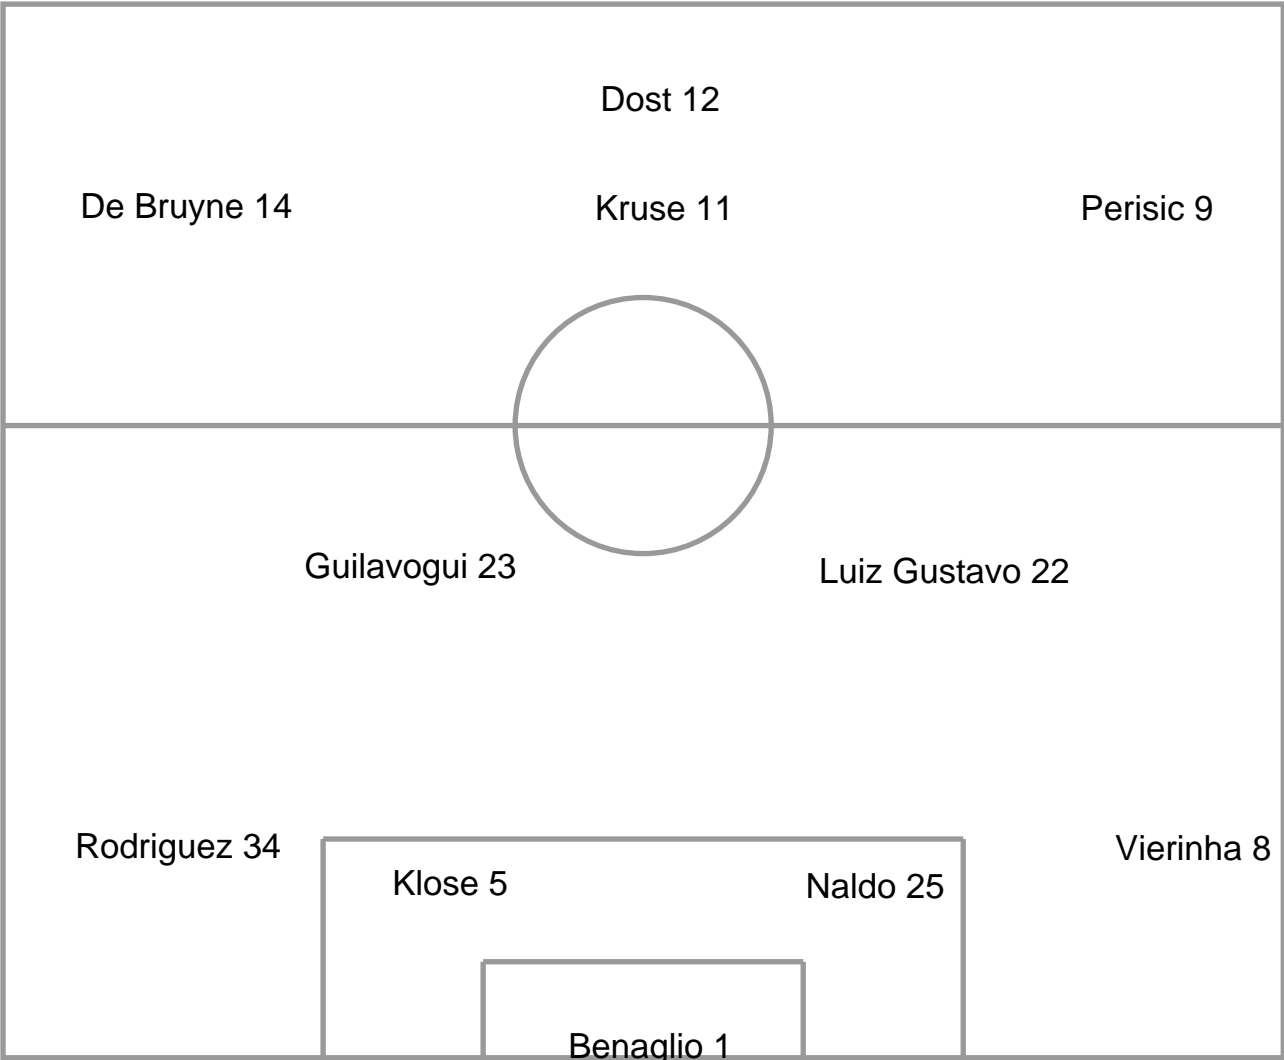 Dost 12
De Bruyne 14
Kruse 11
Perisic 9
Guilavogui 23
Luiz Gustavo 22
Rodriguez 34
Vierinha 8
Klose 5
Naldo 25
Benaglio 1